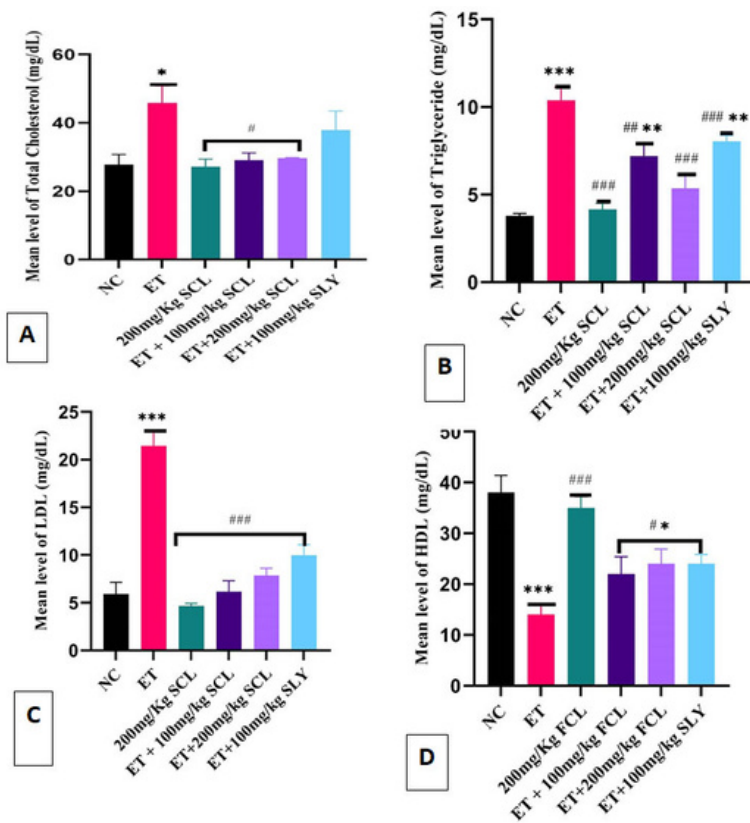 Mean level of Total Cholesterol (mg/dL)
60
40
20
0
*
#
NC
ET
200mg/Kg SCL
ET + 100mg/kg SCL
ET+200mg/kg SCL
ET+100mg/kg SLY
A
Mean level of Triglyceride (mg/dL)
15
10
5
0
***
###
## **
###
### **
NC
ET
200mg/Kg SCL
ET + 100mg/kg SCL
ET+200mg/kg SCL
ET+100mg/kg SLY
B
Mean level of LDL (mg/dL)
25
20
15
10
5
0
***
###
NC
ET
200mg/Kg SCL
ET + 100mg/kg SCL
ET+200mg/kg SCL
ET+100mg/kg SLY
C
Mean level of HDL (mg/dL)
50
40
30
20
10
0
***
###
# *
NC
ET
200mg/Kg FCL
ET + 100mg/kg FCL
ET+200mg/kg FCL
ET+100mg/kg SLY
D